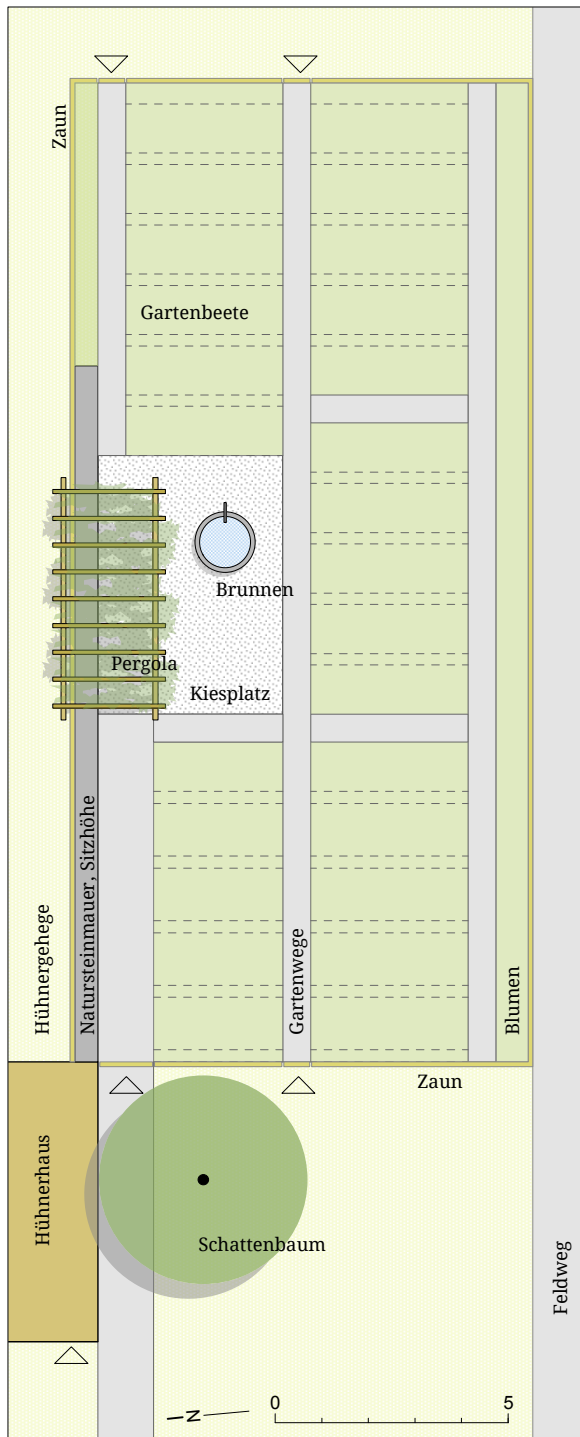 Zaun
Gartenbeete
Brunnen
Pergola
Kiesplatz
Natursteinmauer, Sitzhöhe
Hühnergehege
Gartenwege
Blumen
Zaun
Hühnerhaus
Schattenbaum
Feldweg
N
0 5